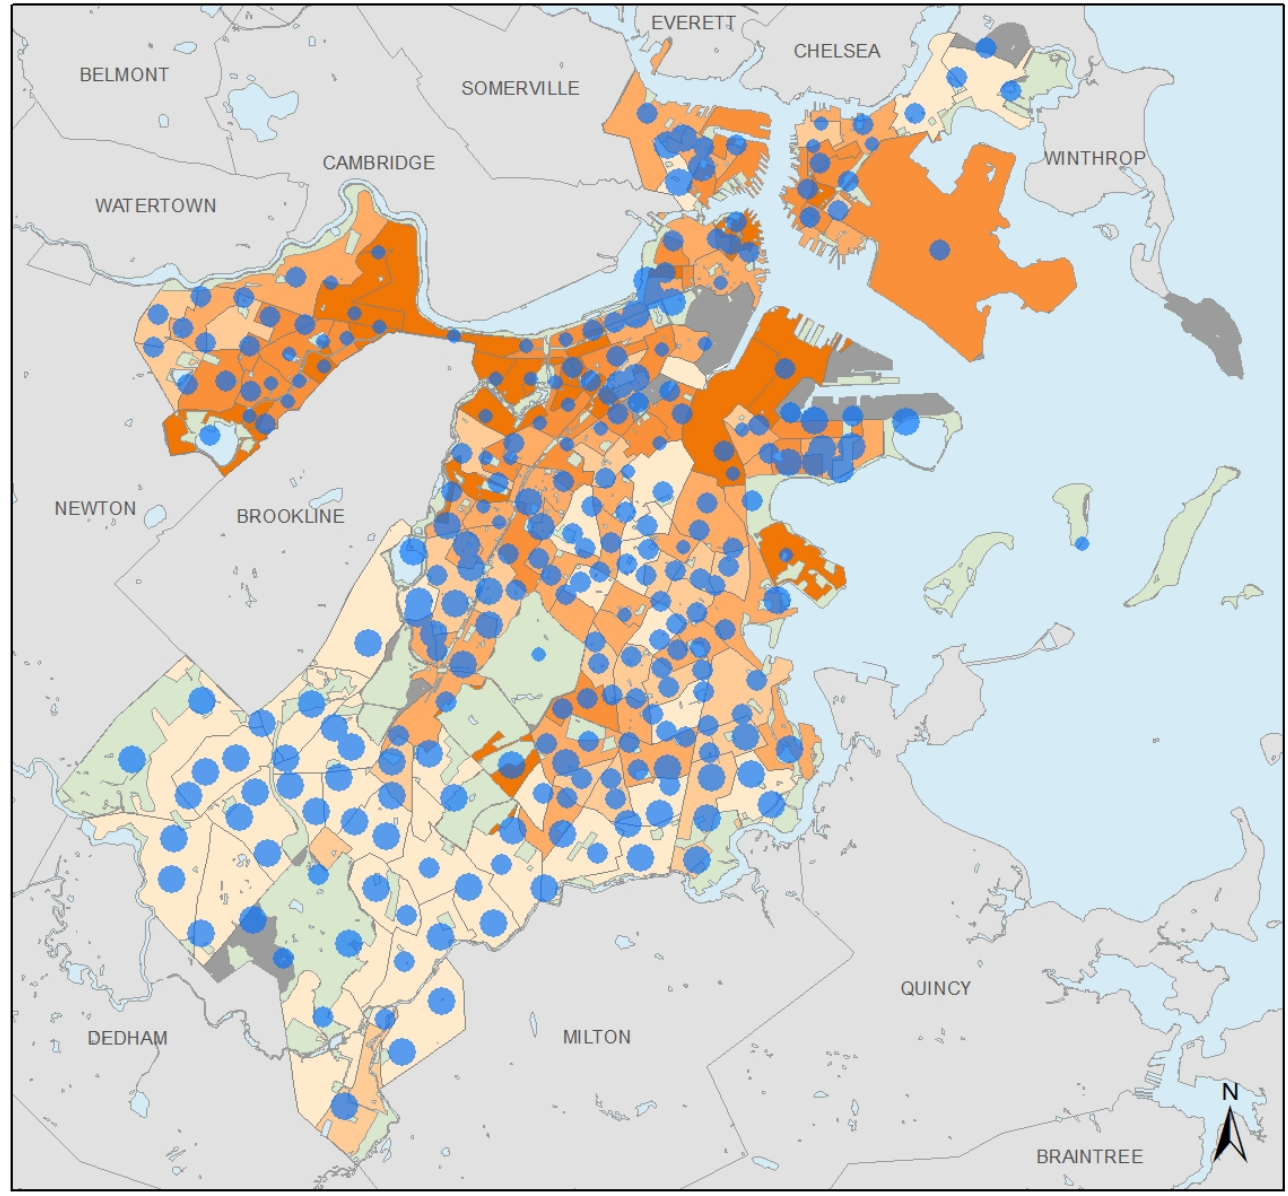 EVERETT
CHELSEA
BELMONT
SOMERVILLE
WINTHROP
CAMBRIDGE
WATERTOWN
NEWTON
BROOKLINE
QUINCY
DEDHAM
MILTON
N
BRAINTREE